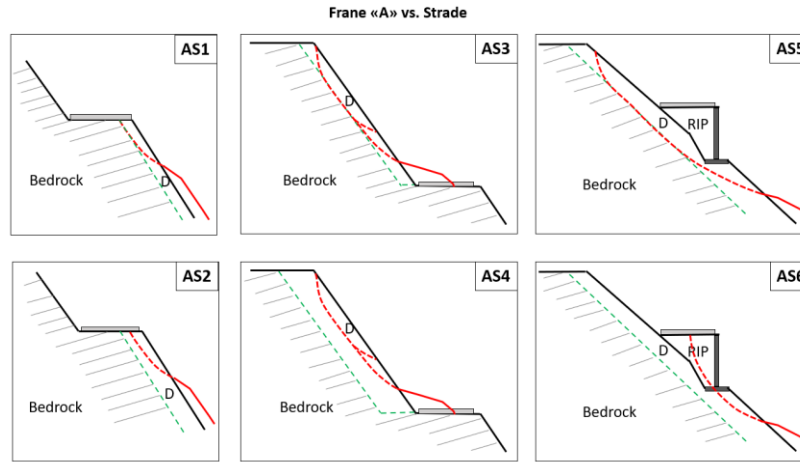 Frane «A» vs. Strade
AS1
D
Bedrock
AS3
D
Bedrock
AS5
D
RIP
Bedrock
AS2
D
Bedrock
AS4
D
Bedrock
AS6
D
RIP
Bedrock